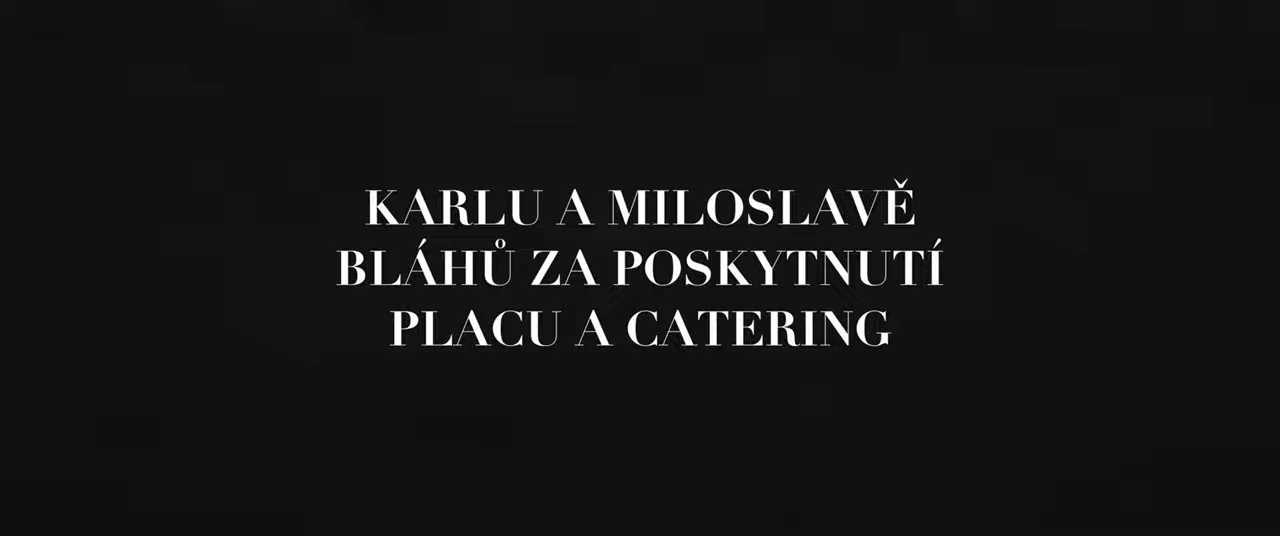 KARLU A MILOSLAVĚ
BLÁHŮ ZA POSKYTNUTÍ
PLACU A CATERING